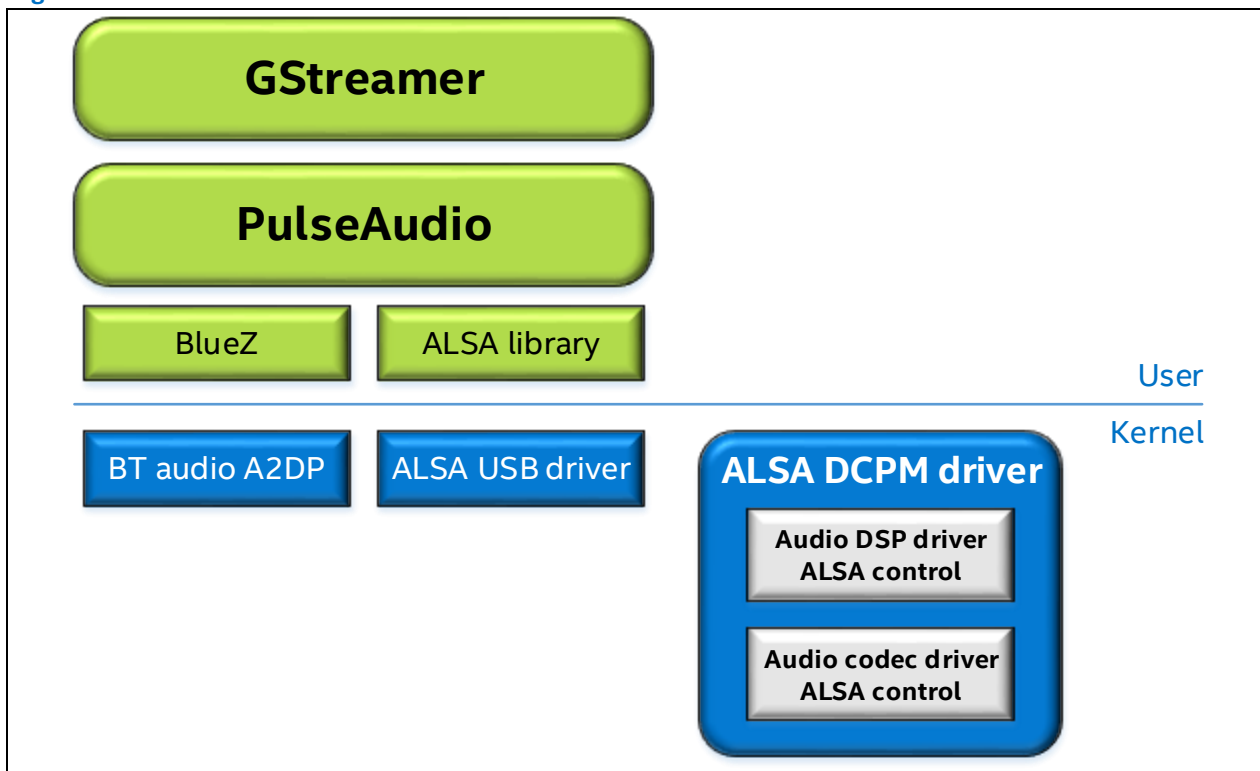 GStreamer
PulseAudio
BlueZ
ALSA library
User
Kernel
BT audio A2DP
ALSA USB driver
ALSA DCPM driver
Audio DSP driver
ALSA control
Audio codec driver
ALSA control